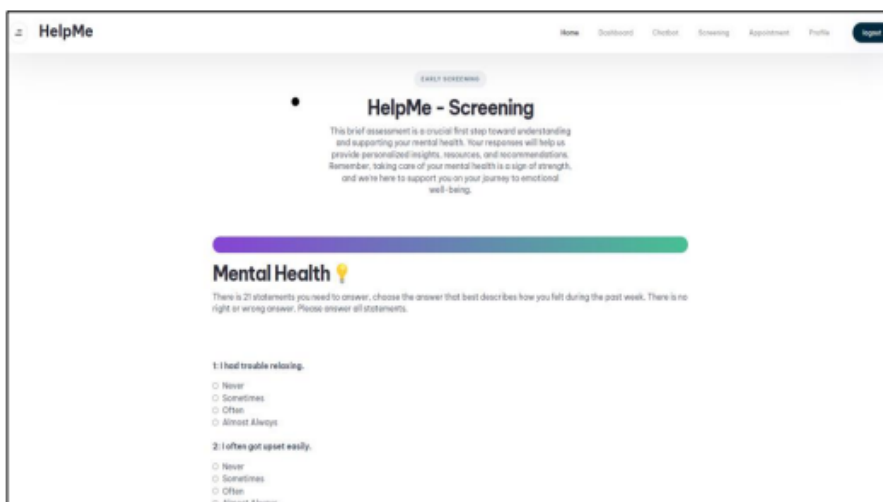 HelpMe
Home Dashboard Chatbot Screening Appointment Profile logout
EARLY SCREENING
HelpMe - Screening
This brief assessment is a crucial first step toward understanding
and supporting your mental health. Your responses will help us
provide personalized insights, resources, and recommendations.
Remember, taking care of your mental health is a sign of strength,
and we're here to support you on your journey to emotional
well-being.
Mental Health
There is 21 statements you need to answer, choose the answer that best describes how you felt during the past week. There is no
right or wrong answer. Please answer all statements.
1: I had trouble relaxing.
Never
Sometimes
Often
Almost Always
2: I often got upset easily.
Never
Sometimes
Often
Almost Always